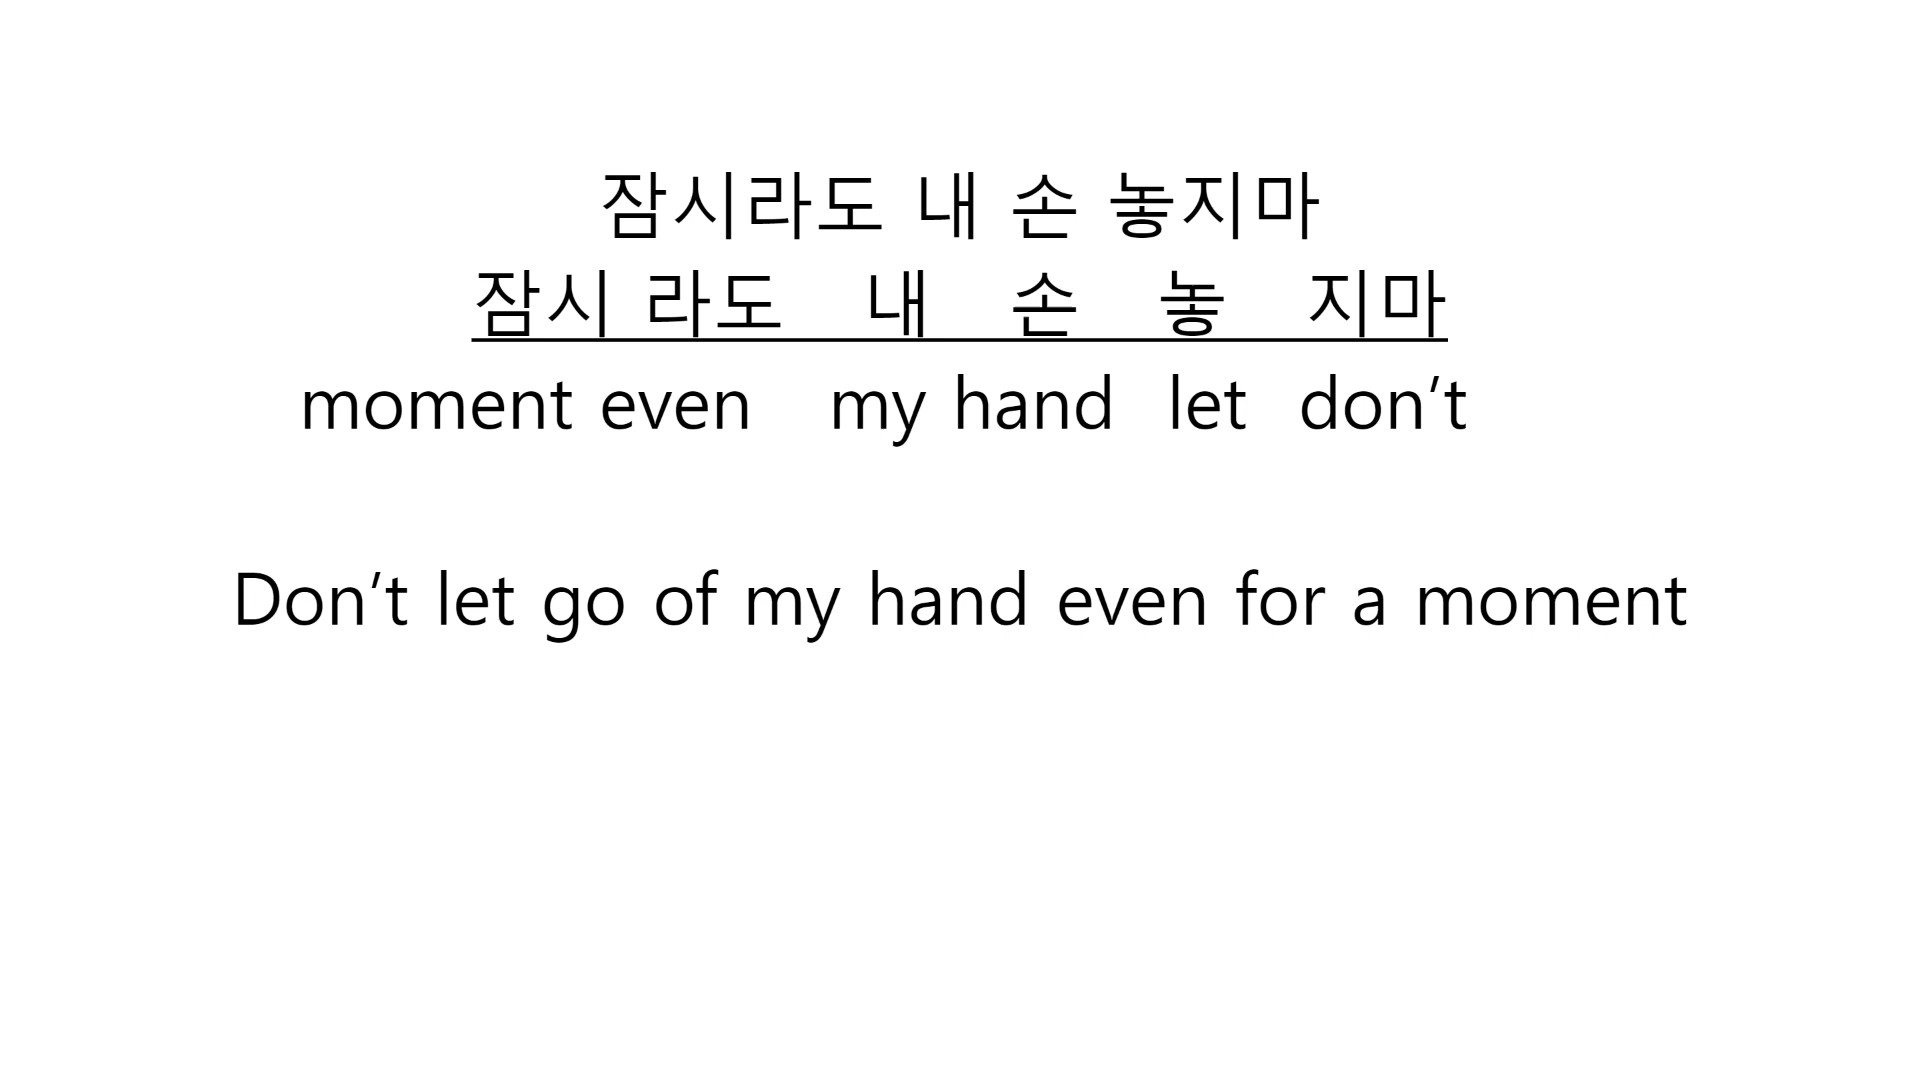 잠시라도 내 손 놓지마
잠시 라도 내 손 놓 지마
moment even my hand let don’t
Don’t let go of my hand even for a moment